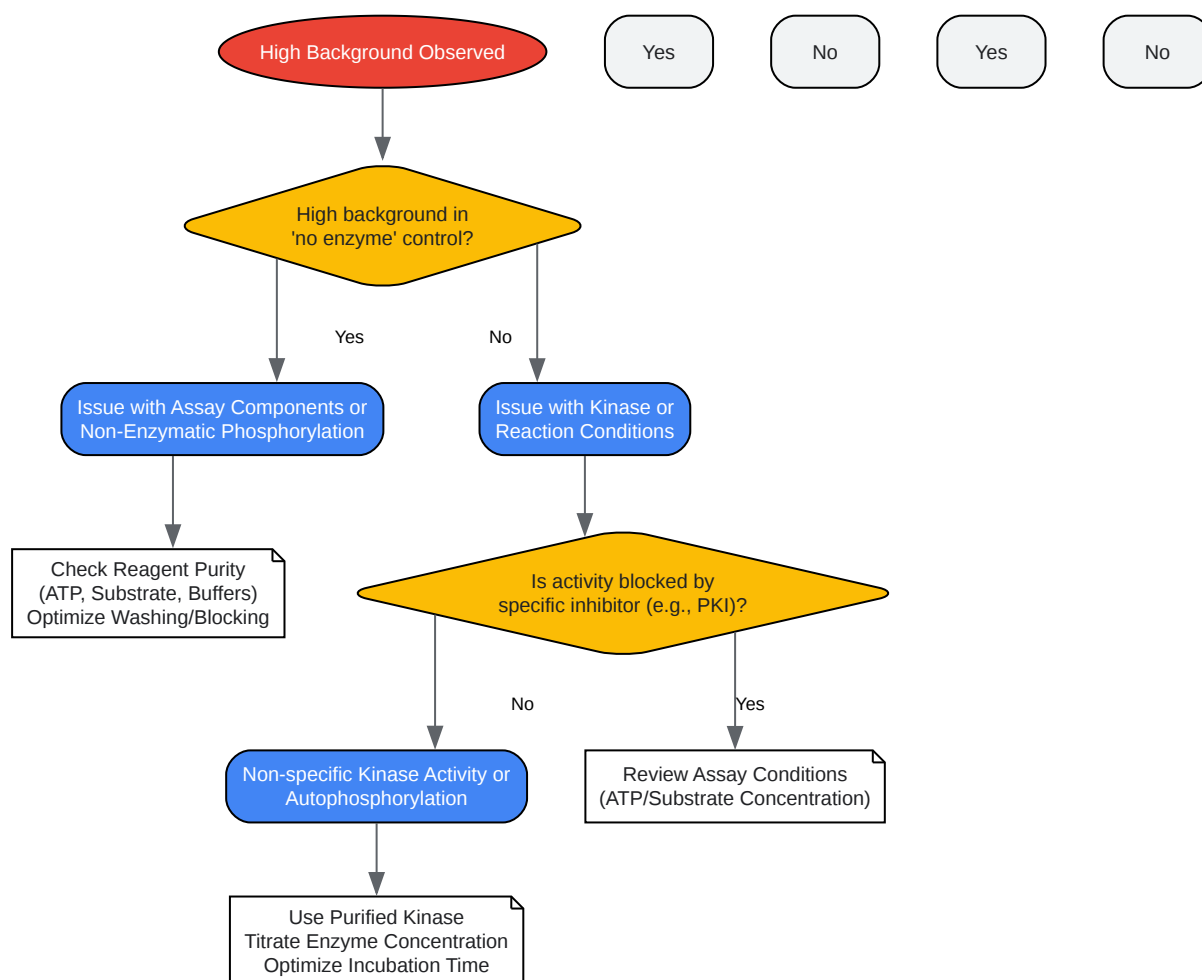 High Background Observed
Yes
No
Yes
No
High background in
'no enzyme' control?
Yes
No
Issue with Assay Components or
Non-Enzymatic Phosphorylation
Issue with Kinase or
Reaction Conditions
Check Reagent Purity
(ATP, Substrate, Buffers)
Optimize Washing/Blocking
Is activity blocked by
specific inhibitor (e.g., PKI)?
No
Yes
Non-specific Kinase Activity or
Autophosphorylation
Review Assay Conditions
(ATP/Substrate Concentration)
Use Purified Kinase
Titrate Enzyme Concentration
Optimize Incubation Time